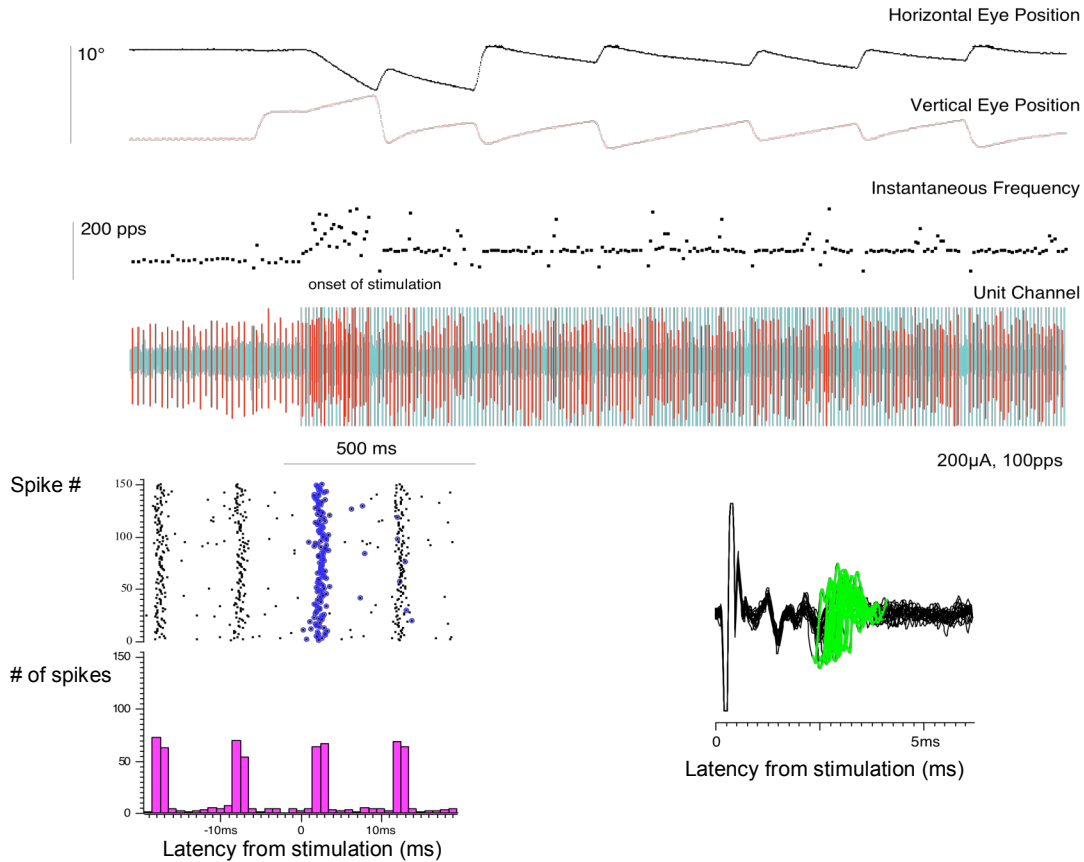 Horizontal Eye Position
10°
Vertical Eye Position
Instantaneous Frequency
200 pps
onset of stimulation
Unit Channel
500 ms
200µA, 100pps
Spike #
150
100
50
0
# of spikes
150
100
50
0
-10ms
0
10ms
Latency from stimulation (ms)
0
5ms
Latency from stimulation (ms)